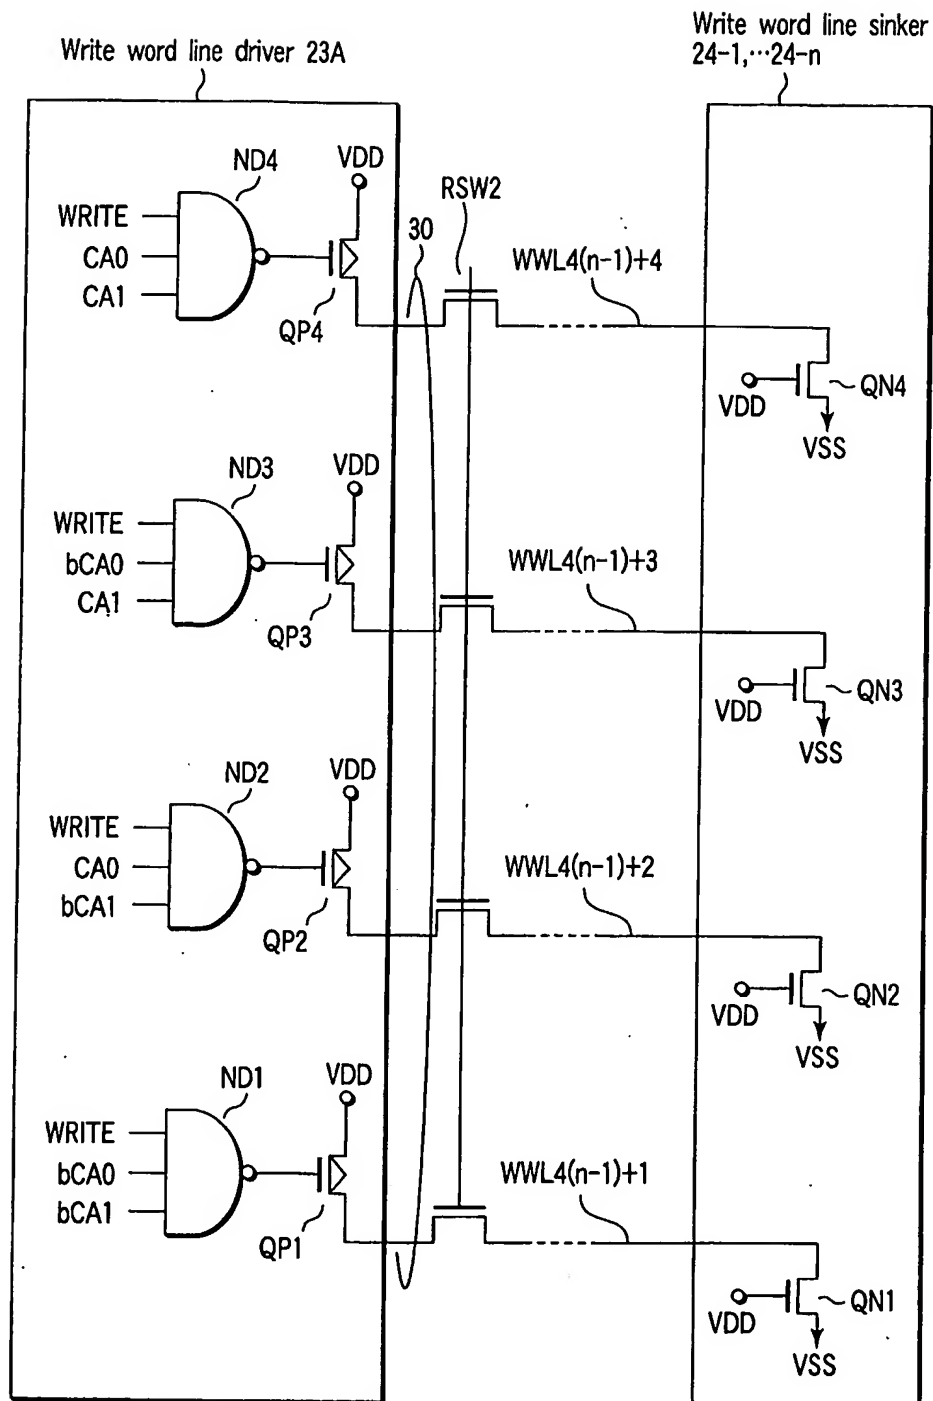 Write word line driver 23A
Write word line sinker
24-1,···24-n
ND4
VDD
RSW2
WRITE
CA0
CA1
30
QP4
WWL4(n-1)+4
VDD
QN4
VSS
ND3
VDD
WRITE
bCA0
CA1
QP3
WWL4(n-1)+3
VDD
QN3
VSS
ND2
VDD
WRITE
CA0
bCA1
QP2
WWL4(n-1)+2
VDD
QN2
VSS
ND1
VDD
WRITE
bCA0
bCA1
QP1
WWL4(n-1)+1
VDD
QN1
VSS